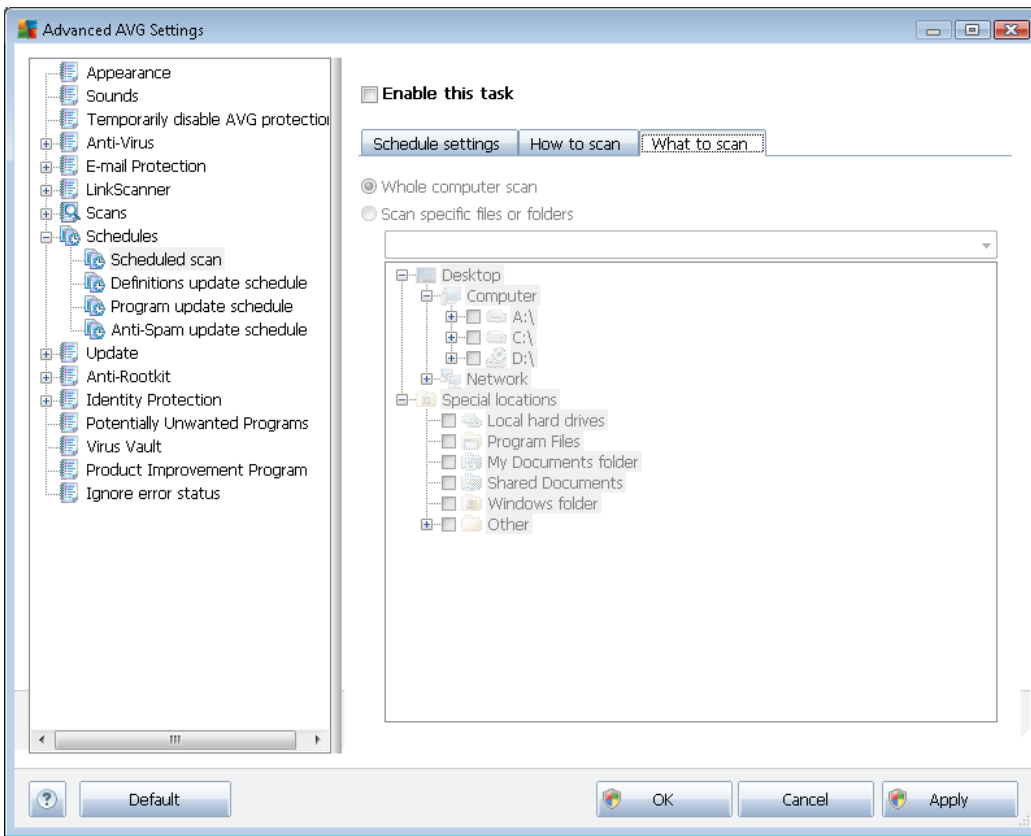 Advanced AVG Settings
Appearance
Sounds
Temporarily disable AVG protection
Anti-Virus
E-mail Protection
LinkScanner
Scans
Schedules
Scheduled scan
Definitions update schedule
Program update schedule
Anti-Spam update schedule
Update
Anti-Rootkit
Identity Protection
Potentially Unwanted Programs
Virus Vault
Product Improvement Program
Ignore error status
Enable this task
Schedule settings
How to scan
What to scan
Whole computer scan
Scan specific files or folders
Desktop
Computer
A:\
C:\
D:\
Network
Special locations
Local hard drives
Program Files
My Documents folder
Shared Documents
Windows folder
Other
?
Default
OK
Cancel
Apply